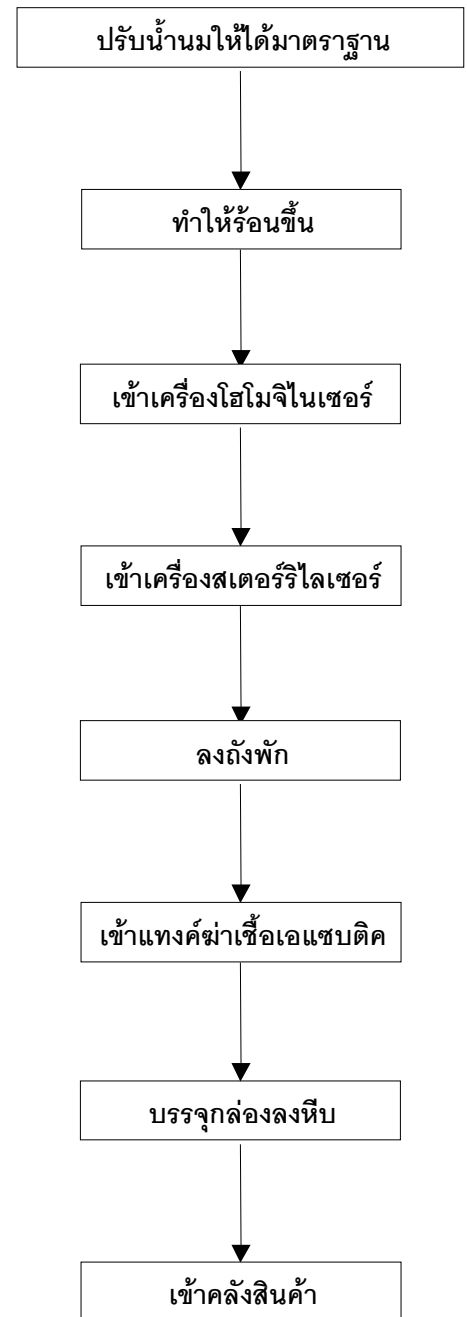 ปรับน้ำนมให้ได้มาตราฐาน
ทำให้ร้อนขึ้น
เข้าเครื่องโฮโมจิไนเซอร์
เข้าเครื่องสเตอร์ริไลเซอร์
ลงถังพัก
เข้าแทงค์ฆ่าเชื้อเอแซบติค
บรรจุกล่องลงหีบ
เข้าคลังสินค้า